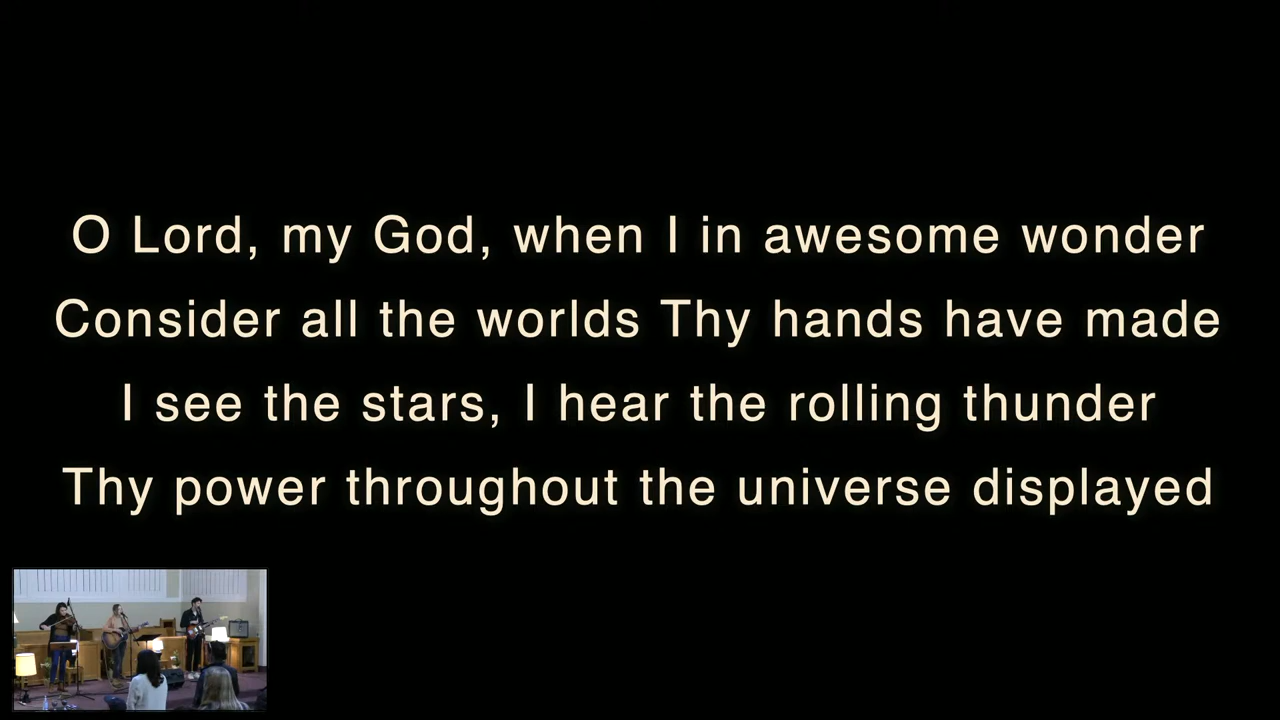 O Lord, my God, when I in awesome wonder
Consider all the worlds Thy hands have made
I see the stars, I hear the rolling thunder
Thy power throughout the universe displayed